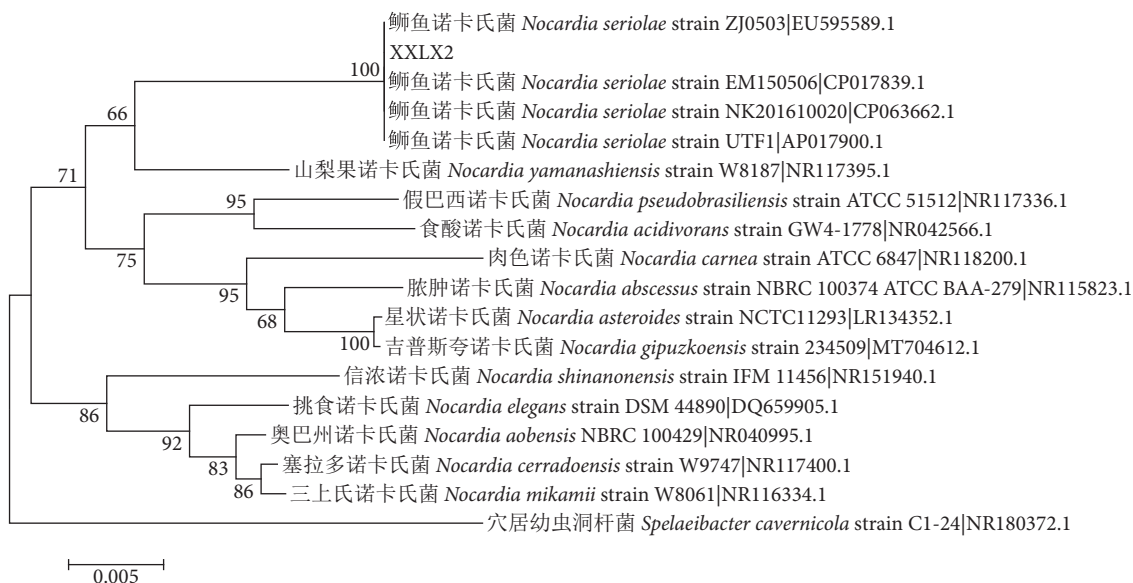 鰤鱼诺卡氏菌 Nocardia seriolae strain ZJ0503|EU595589.1
XXLX2
100
鰤鱼诺卡氏菌 Nocardia seriolae strain EM150506|CP017839.1
鰤鱼诺卡氏菌 Nocardia seriolae strain NK201610020|CP063662.1
66
鰤鱼诺卡氏菌 Nocardia seriolae strain UTF1|AP017900.1
71
山梨果诺卡氏菌 Nocardia yamanashiensis strain W8187|NR117395.1
95
假巴西诺卡氏菌 Nocardia pseudobrasiliensis strain ATCC 51512|NR117336.1
食酸诺卡氏菌 Nocardia acidivorans strain GW4-1778|NR042566.1
75
肉色诺卡氏菌 Nocardia carnea strain ATCC 6847|NR118200.1
95
脓肿诺卡氏菌 Nocardia abscessus strain NBRC 100374 ATCC BAA-279|NR115823.1
68
星状诺卡氏菌 Nocardia asteroides strain NCTC11293|LR134352.1
100
吉普斯夸诺卡氏菌 Nocardia gipuzkoensis strain 234509|MT704612.1
信浓诺卡氏菌 Nocardia shinanonensis strain IFM 11456|NR151940.1
86
挑食诺卡氏菌 Nocardia elegans strain DSM 44890|DQ659905.1
92
奥巴州诺卡氏菌 Nocardia aobensis NBRC 100429|NR040995.1
83
塞拉多诺卡氏菌 Nocardia cerradoensis strain W9747|NR117400.1
86
三上氏诺卡氏菌 Nocardia mikamii strain W8061|NR116334.1
穴居幼虫洞杆菌 Spelaeibacter cavernicola strain C1-24|NR180372.1
0.005